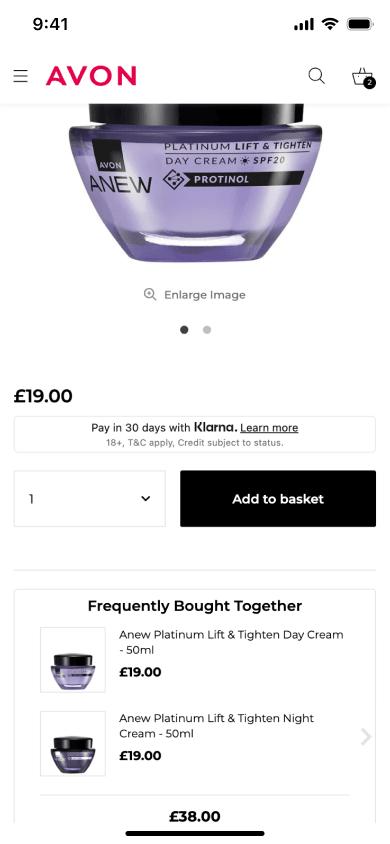 9:41
AVON
2
PLATINUM LIFT & TIGHTEN
DAY CREAM SPF20
AVON
ANEW
PROTINOL
Enlarge Image
£19.00
Pay in 30 days with Klarna. Learn more
18+, T&C apply, Credit subject to status.
1
Add to basket
Frequently Bought Together
Anew Platinum Lift & Tighten Day Cream
- 50ml
£19.00
Anew Platinum Lift & Tighten Night
Cream - 50ml
£19.00
£38.00